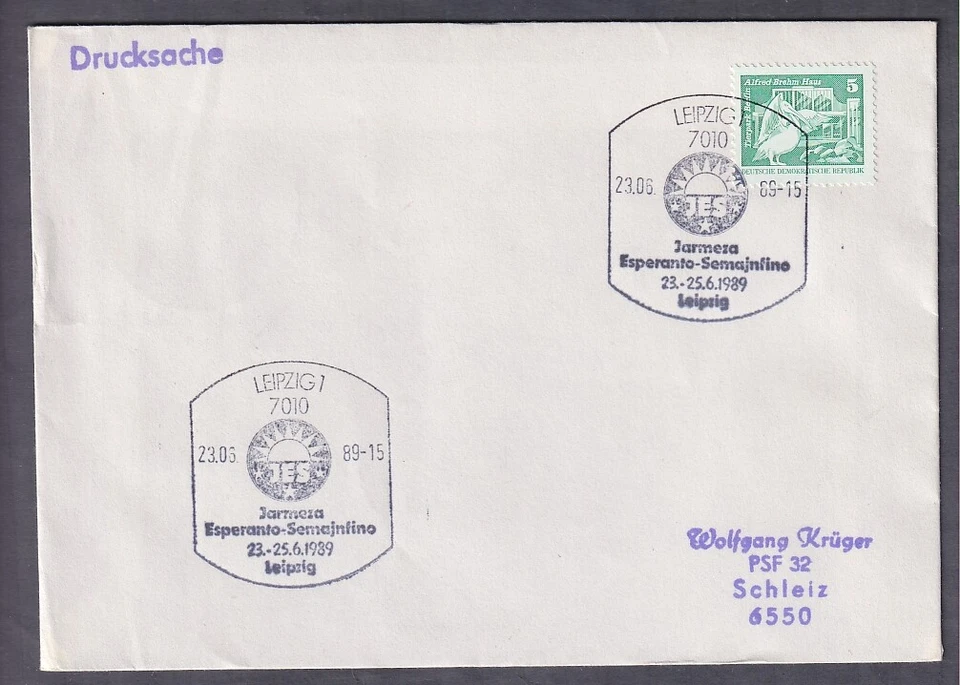 Drucksache
Alfred-Brehm-Haus
5
Tierpark Berlin
DEUTSCHE DEMOKRATISCHE REPUBLIK
LEIPZIG 1
7010
23.06. 89-15
JES
Jarmeza
Esperanto-Semajnfino
23.-25.6.1989
Leipzig
LEIPZIG 1
7010
23.06. 89-15
JES
Jarmeza
Esperanto-Semajnfino
23.-25.6.1989
Leipzig
Wolfgang Krüger
PSF 32
Schleiz
6550